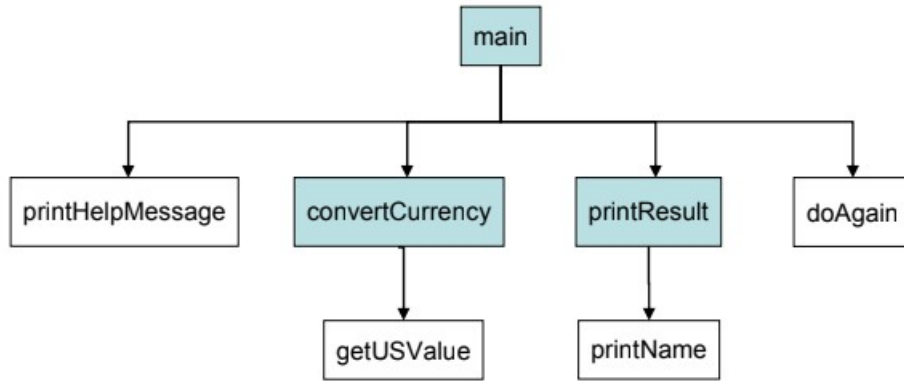 main
printHelpMessage
convertCurrency
printResult
doAgain
getUSValue
printName